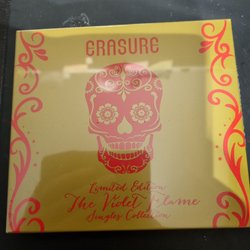 ERASURE
Limited Edition
The Violet Flame
Singles Collection